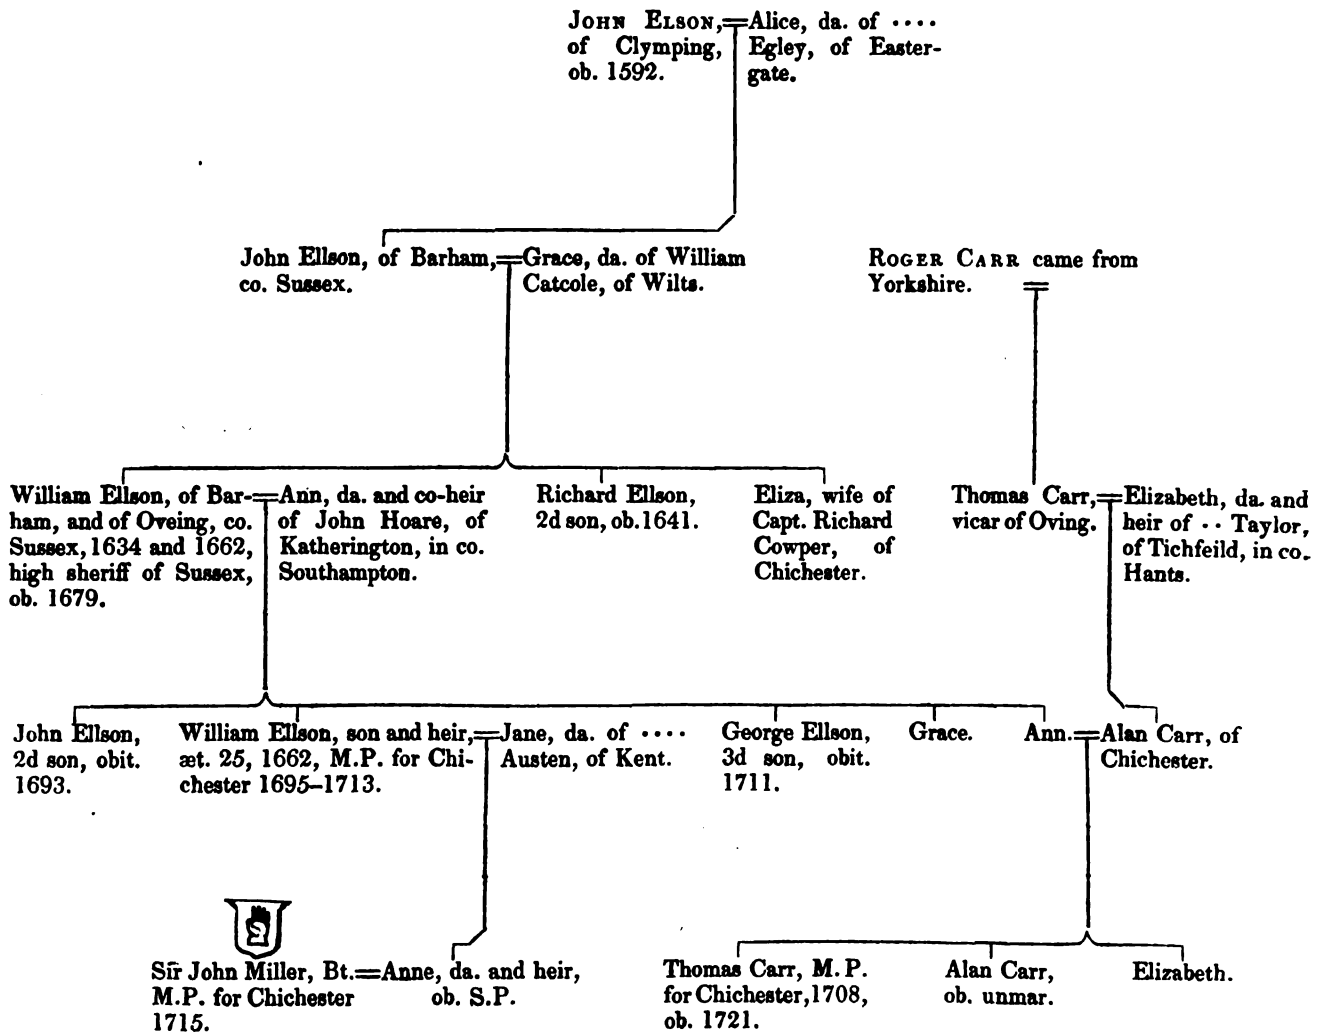 JOHN ELSON,=Alice, da. of ····
of Clymping, Egley, of Easter-
ob. 1592. gate.
John Ellson, of Barham,=Grace, da. of William
co. Sussex. Catcole, of Wilts.
ROGER CARR came from
Yorkshire. =
William Ellson, of Bar-=Ann, da. and co-heir
ham, and of Oveing, co. of John Hoare, of
Sussex, 1634 and 1662, Katherington, in co.
high sheriff of Sussex, Southampton.
ob. 1679.
Richard Ellson,
2d son, ob. 1641.
Eliza, wife of
Capt. Richard
Cowper, of
Chichester.
Thomas Carr,=Elizabeth, da. and
vicar of Oving. heir of ·· Taylor,
of Tichfeild, in co.
Hants.
John Ellson,
2d son, obit.
1693.
William Ellson, son and heir,=Jane, da. of ····
æt. 25, 1662, M.P. for Chi- Austen, of Kent.
chester 1695–1713.
George Ellson,
3d son, obit.
1711.
Grace.
Ann.=Alan Carr, of
Chichester.
Sir John Miller, Bt.=Anne, da. and heir,
M.P. for Chichester ob. S.P.
1715.
Thomas Carr, M. P.
for Chichester, 1708,
ob. 1721.
Alan Carr,
ob. unmar.
Elizabeth.